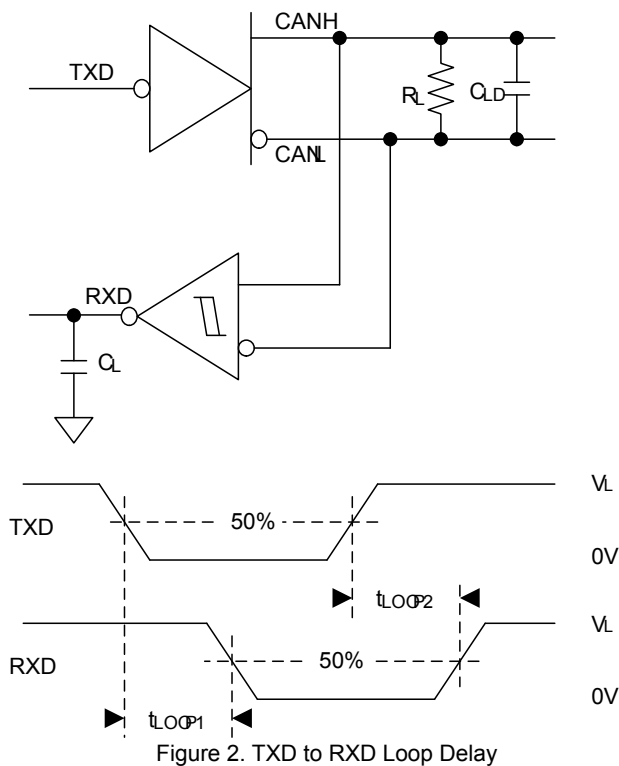 CANH
TXD
RL
CLD
CANL
RXD
CL
VL
TXD
50%
0V
tLOOP2
VL
RXD
50%
0V
tLOOP1
Figure 2. TXD to RXD Loop Delay